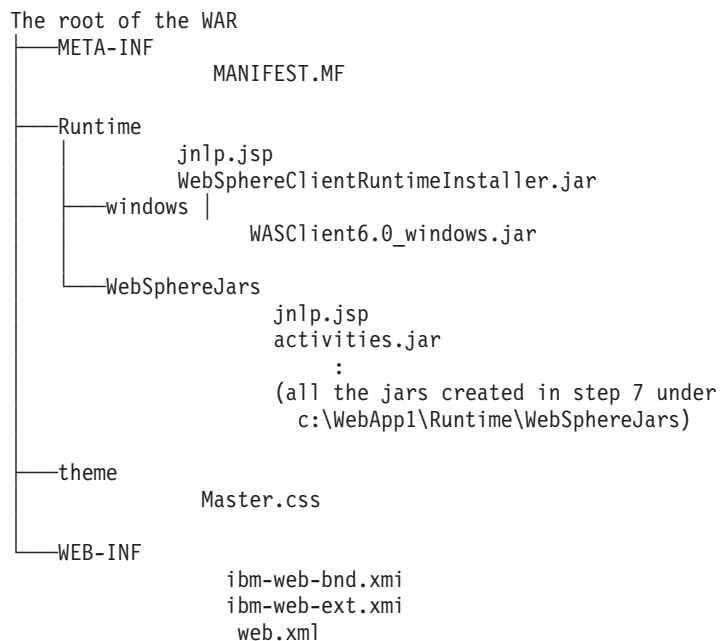 The root of the WAR
META-INF
MANIFEST.MF
Runtime
jnlp.jsp
WebSphereClientRuntimeInstaller.jar
windows
WASClient6.0_windows.jar
WebSphereJars
jnlp.jsp
activities.jar
:
(all the jars created in step 7 under
c:\WebApp1\Runtime\WebSphereJars)
theme
Master.css
WEB-INF
ibm-web-bnd.xmi
ibm-web-ext.xmi
web.xml